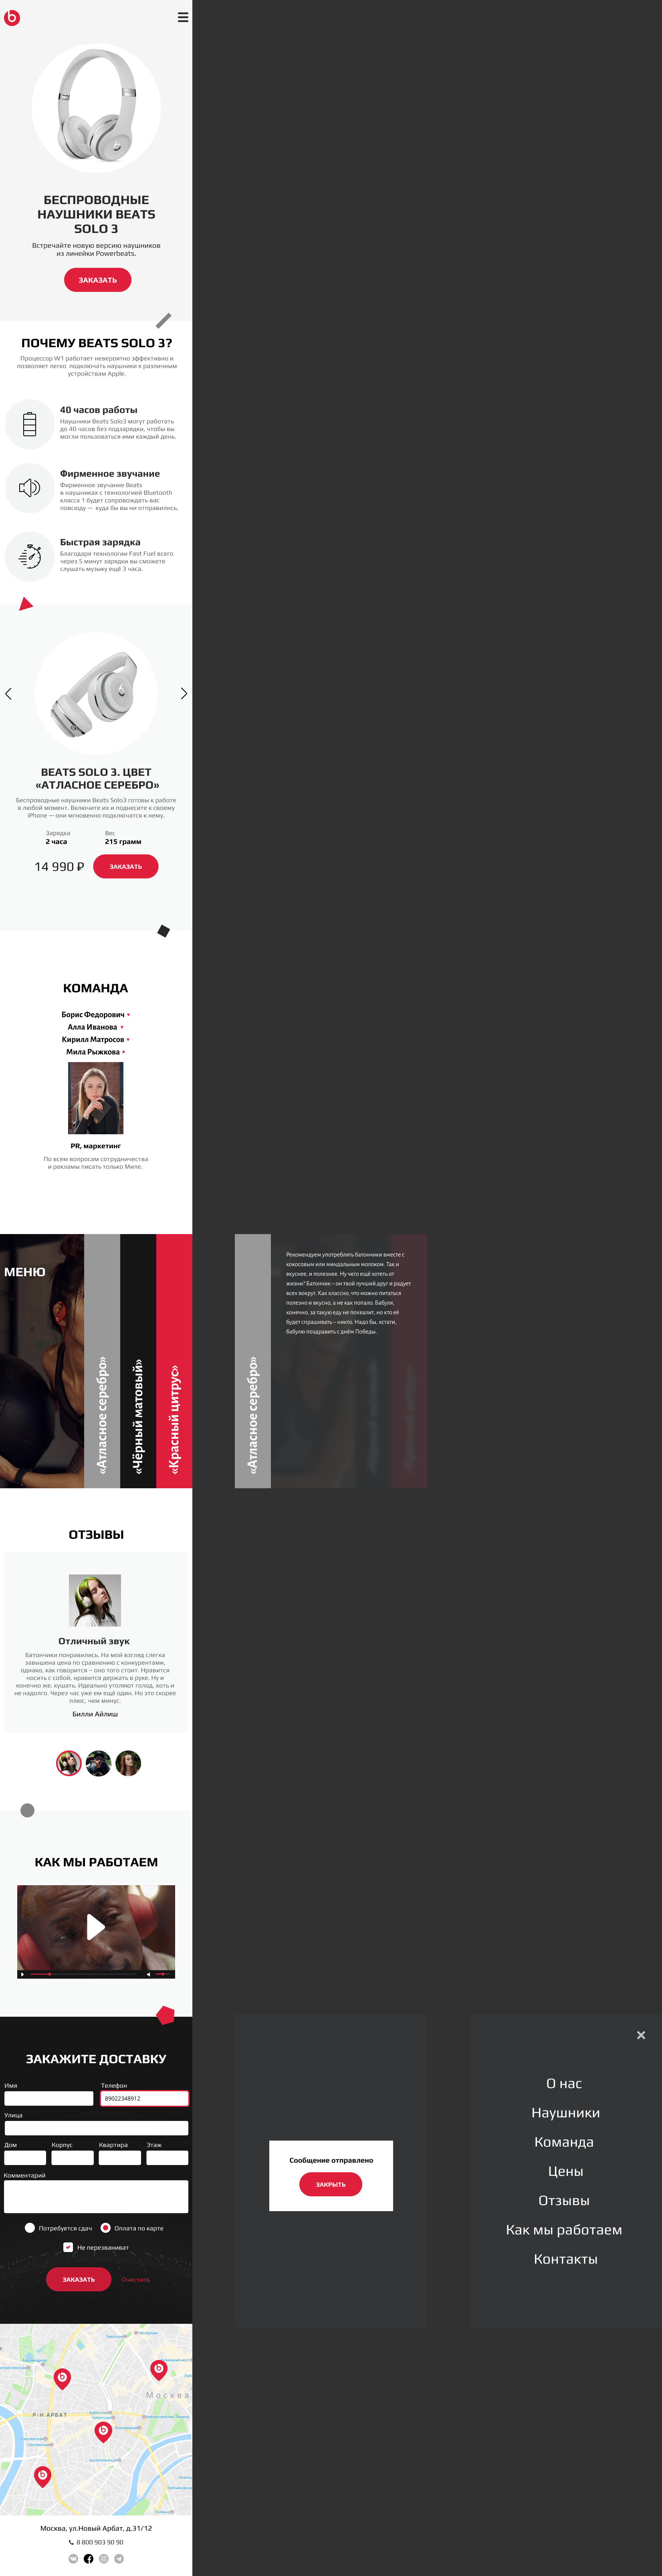 БЕСПРОВОДНЫЕ
НАУШНИКИ BEATS
SOLO 3
Встречайте новую версию наушников
из линейки Powerbeats.
ЗАКАЗАТЬ
ПОЧЕМУ BEATS SOLO 3?
Процессор W1 работает невероятно эффективно и
позволяет легко подключать наушники к различным
устройствам Apple.
40 часов работы
Наушники Beats Solo3 могут работать
до 40 часов без подзарядки, чтобы вы
могли пользоваться ими каждый день.
Фирменное звучание
Фирменное звучание Beats
в наушниках с технологией Bluetooth
класса 1 будет сопровождать вас
повсюду — куда бы вы ни отправились.
Быстрая зарядка
Благодаря технологии Fast Fuel всего
через 5 минут зарядки вы сможете
слушать музыку ещё 3 часа.
BEATS SOLO 3. ЦВЕТ
«АТЛАСНОЕ СЕРЕБРО»
Беспроводные наушники Beats Solo3 готовы к работе
в любой момент. Включите их и поднесите к своему
iPhone — они мгновенно подключатся к нему.
Зарядка Вес
2 часа 215 грамм
14 990 ₽ ЗАКАЗАТЬ
КОМАНДА
Борис Федорович
Алла Иванова
Кирилл Матросов
Мила Рыжкова
PR, маркетинг
По всем вопросам сотрудничества
и рекламы писать только Миле.
МЕНЮ
«Атласное серебро»
«Чёрный матовый»
«Красный цитрус»
«Атласное серебро»
Рекомендуем употреблять батончики вместе с
кокосовым или миндальным молоком. Так и
вкуснее, и полезнее. Ну чего ещё хотеть от
жизни? Батончик – он твой лучший друг и радует
всех вокруг. Как классно, что можно питаться
полезно и вкусно, а не как попало. Бабуля,
конечно, за такую еду не похвалит, но кто её
будет спрашивать – никто. Надо бы, кстати,
бабулю поздравить с днём Победы.
ОТЗЫВЫ
Отличный звук
Батончики понравились. На мой взгляд слегка
завышена цена по сравнению с конкурентами,
однако, как говорится – оно того стоит. Нравится
носить с собой, нравится держать в руке. Ну и
конечно же, кушать. Идеально утоляют голод, хоть и
не надолго. Через час уже ем ещё один. Но это скорее
плюс, чем минус.
Билли Айлиш
КАК МЫ РАБОТАЕМ
ЗАКАЖИТЕ ДОСТАВКУ
Имя Телефон
89022348912
Улица
Дом Корпус Квартира Этаж
Комментарий
Потребуется сдач Оплата по карте
Не перезваниват
ЗАКАЗАТЬ Очистить
Сообщение отправлено
ЗАКРЫТЬ
О нас
Наушники
Команда
Цены
Отзывы
Как мы работаем
Контакты
Москва
Р-Н АРБАТ
Москва, ул.Новый Арбат, д.31/12
8 800 903 90 90